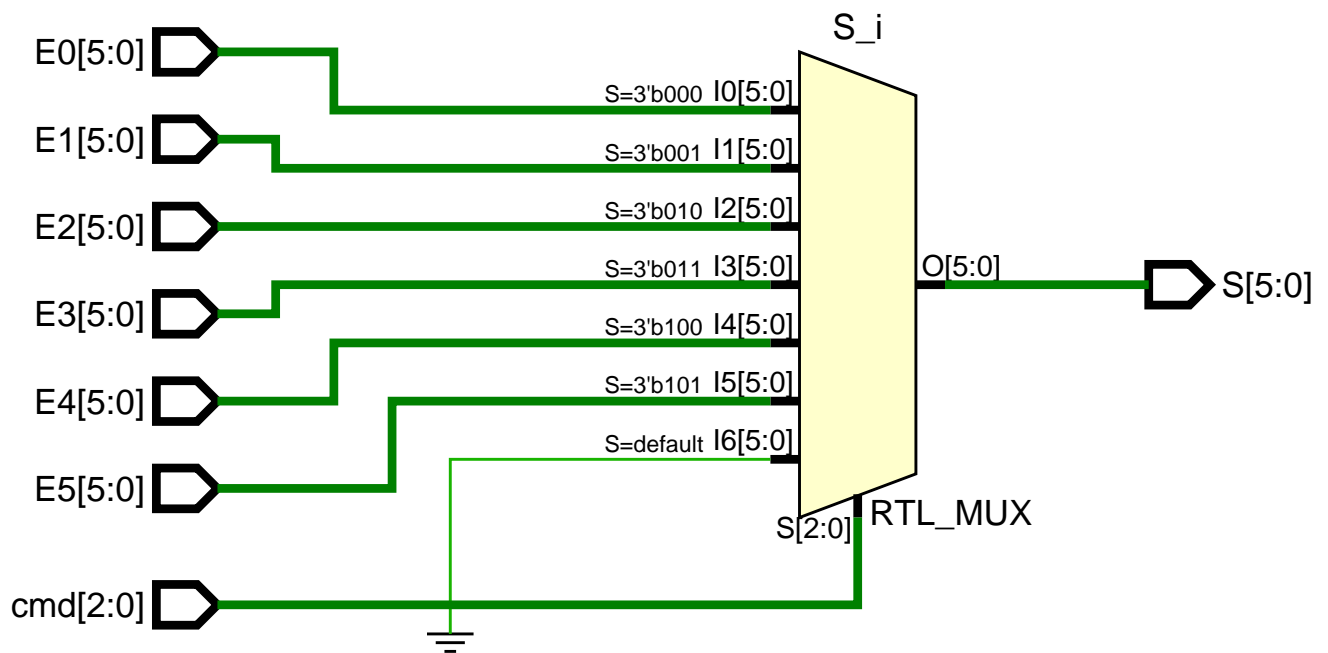 S_i
E0[5:0]
S=3'b000 I0[5:0]
E1[5:0]
S=3'b001 I1[5:0]
E2[5:0]
S=3'b010 I2[5:0]
E3[5:0]
S=3'b011 I3[5:0]
O[5:0]
S[5:0]
E4[5:0]
S=3'b100 I4[5:0]
E5[5:0]
S=3'b101 I5[5:0]
S=default I6[5:0]
S[2:0]
RTL_MUX
cmd[2:0]